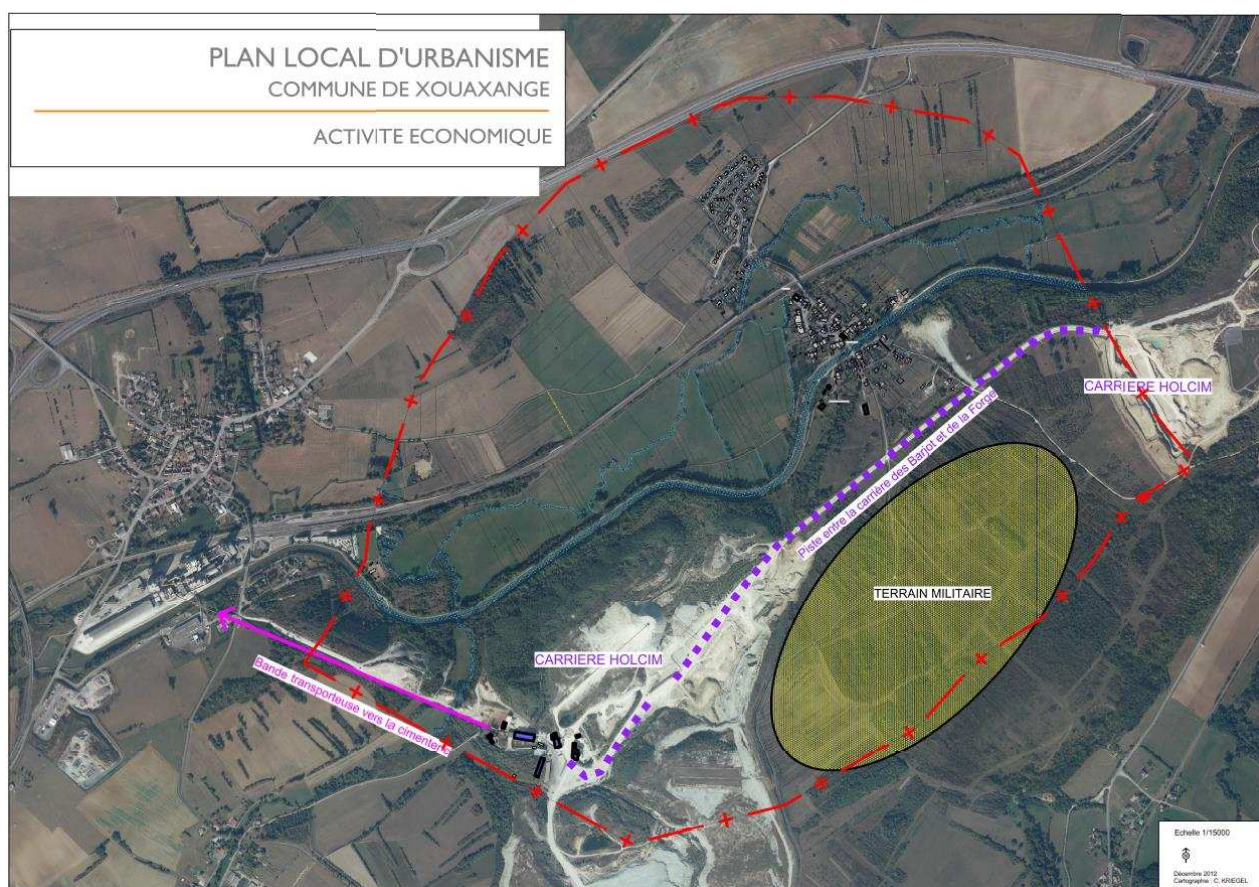 PLAN LOCAL D'URBANISME
COMMUNE DE XOUAXANGE
ACTIVITE ECONOMIQUE
CARRIERE HOLCIM
Piste entre la carrière des Barjot et de la Forge
TERRAIN MILITAIRE
CARRIERE HOLCIM
Bande transporteuse vers la cimenterie
Echelle 1/15000
Décembre 2012
Cartographie : C. KRIEGEL